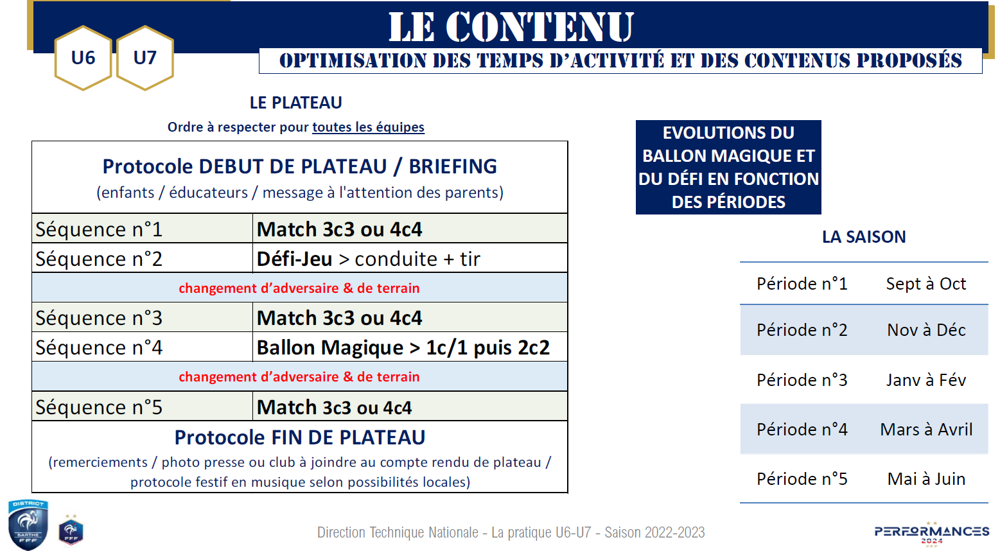 LE CONTENU
U6
U7
OPTIMISATION DES TEMPS D'ACTIVITÉ ET DES CONTENUS PROPOSÉS
LE PLATEAU
Ordre à respecter pour toutes les équipes
Protocole DEBUT DE PLATEAU / BRIEFING
(enfants / éducateurs / message à l'attention des parents)
Séquence n°1 Match 3c3 ou 4c4
Séquence n°2 Défi-Jeu > conduite + tir
changement d'adversaire & de terrain
Séquence n°3 Match 3c3 ou 4c4
Séquence n°4 Ballon Magique > 1c/1 puis 2c2
changement d'adversaire & de terrain
Séquence n°5 Match 3c3 ou 4c4
Protocole FIN DE PLATEAU
(remerciements / photo presse ou club à joindre au compte rendu de plateau /
protocole festif en musique selon possibilités locales)
EVOLUTIONS DU
BALLON MAGIQUE ET
DU DÉFI EN FONCTION
DES PÉRIODES
LA SAISON
Période n°1 Sept à Oct
Période n°2 Nov à Déc
Période n°3 Janv à Fév
Période n°4 Mars à Avril
Période n°5 Mai à Juin
DISTRICT
SARTHE
FFF
FFF
Direction Technique Nationale - La pratique U6-U7 - Saison 2022-2023
PERFORMANCES
2024
FFF